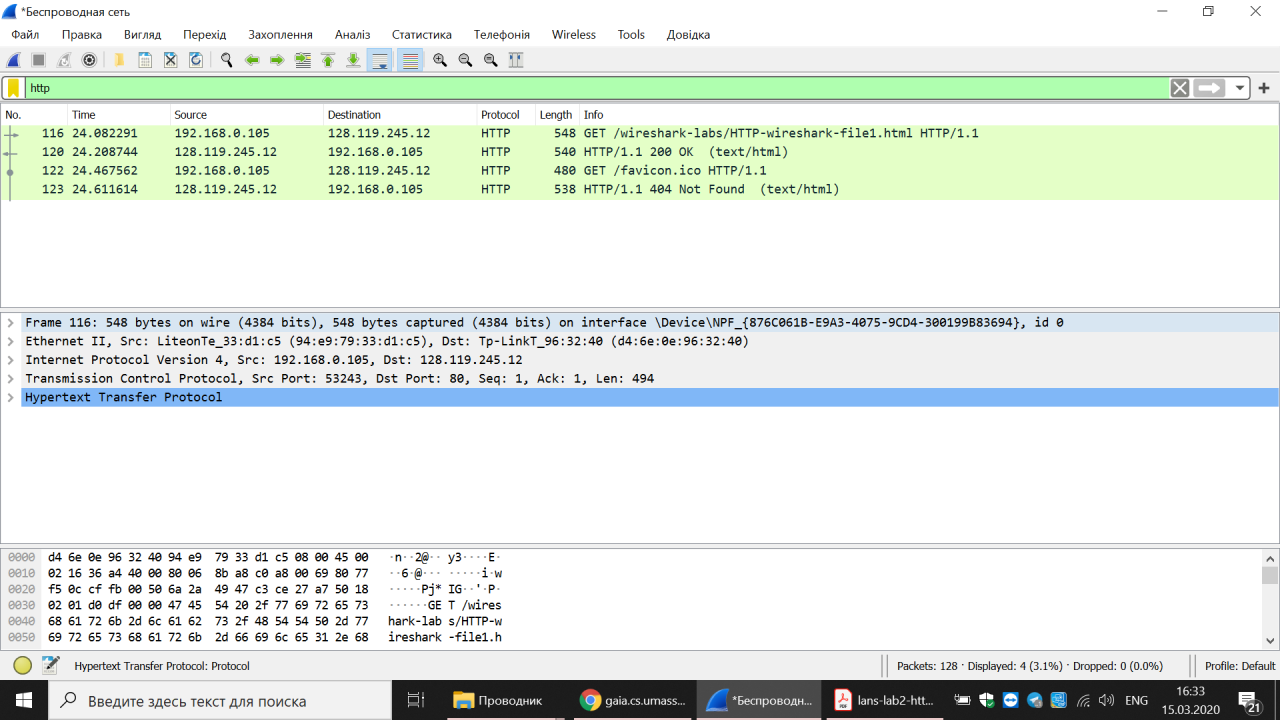 *Беспроводная сеть
Файл Правка Вигляд Перехід Захоплення Аналіз Статистика Телефонія Wireless Tools Довідка
http
No. Time Source Destination Protocol Length Info
116 24.082291 192.168.0.105 128.119.245.12 HTTP 548 GET /wireshark-labs/HTTP-wireshark-file1.html HTTP/1.1
120 24.208744 128.119.245.12 192.168.0.105 HTTP 540 HTTP/1.1 200 OK (text/html)
122 24.467562 192.168.0.105 128.119.245.12 HTTP 480 GET /favicon.ico HTTP/1.1
123 24.611614 128.119.245.12 192.168.0.105 HTTP 538 HTTP/1.1 404 Not Found (text/html)
Frame 116: 548 bytes on wire (4384 bits), 548 bytes captured (4384 bits) on interface \Device\NPF_{876C061B-E9A3-4075-9CD4-300199B83694}, id 0
Ethernet II, Src: LiteonTe_33:d1:c5 (94:e9:79:33:d1:c5), Dst: Tp-LinkT_96:32:40 (d4:6e:0e:96:32:40)
Internet Protocol Version 4, Src: 192.168.0.105, Dst: 128.119.245.12
Transmission Control Protocol, Src Port: 53243, Dst Port: 80, Seq: 1, Ack: 1, Len: 494
Hypertext Transfer Protocol
0000 d4 6e 0e 96 32 40 94 e9 79 33 d1 c5 08 00 45 00 ·n··2@·· y3····E·
0010 02 16 36 a4 40 00 80 06 8b a8 c0 a8 00 69 80 77 ··6·@··· ·····i·w
0020 f5 0c cf fb 00 50 6a 2a 49 47 c3 ce 27 a7 50 18 ·····Pj* IG··'·P·
0030 02 01 d0 df 00 00 47 45 54 20 2f 77 69 72 65 73 ······GE T /wires
0040 68 61 72 6b 2d 6c 61 62 73 2f 48 54 54 50 2d 77 hark-lab s/HTTP-w
0050 69 72 65 73 68 61 72 6b 2d 66 69 6c 65 31 2e 68 ireshark -file1.h
Hypertext Transfer Protocol: Protocol Packets: 128 · Displayed: 4 (3.1%) · Dropped: 0 (0.0%) Profile: Default
Введите здесь текст для поиска Проводник gaia.cs.umass... *Беспроводн... lans-lab2-htt... ENG 16:33
15.03.2020 21